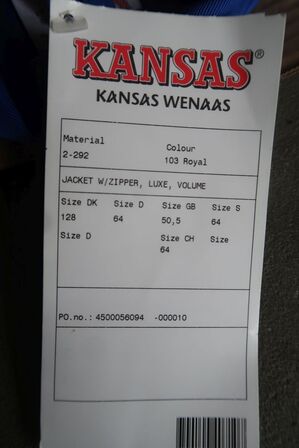 KANSAS®
KANSAS WENAAS
Material Colour
2-292 103 Royal
JACKET W/ZIPPER, LUXE, VOLUME
Size DK Size D Size GB Size S
128 64 50,5 64
Size D Size CH Size
64
PO.no.: 4500056094 -000010